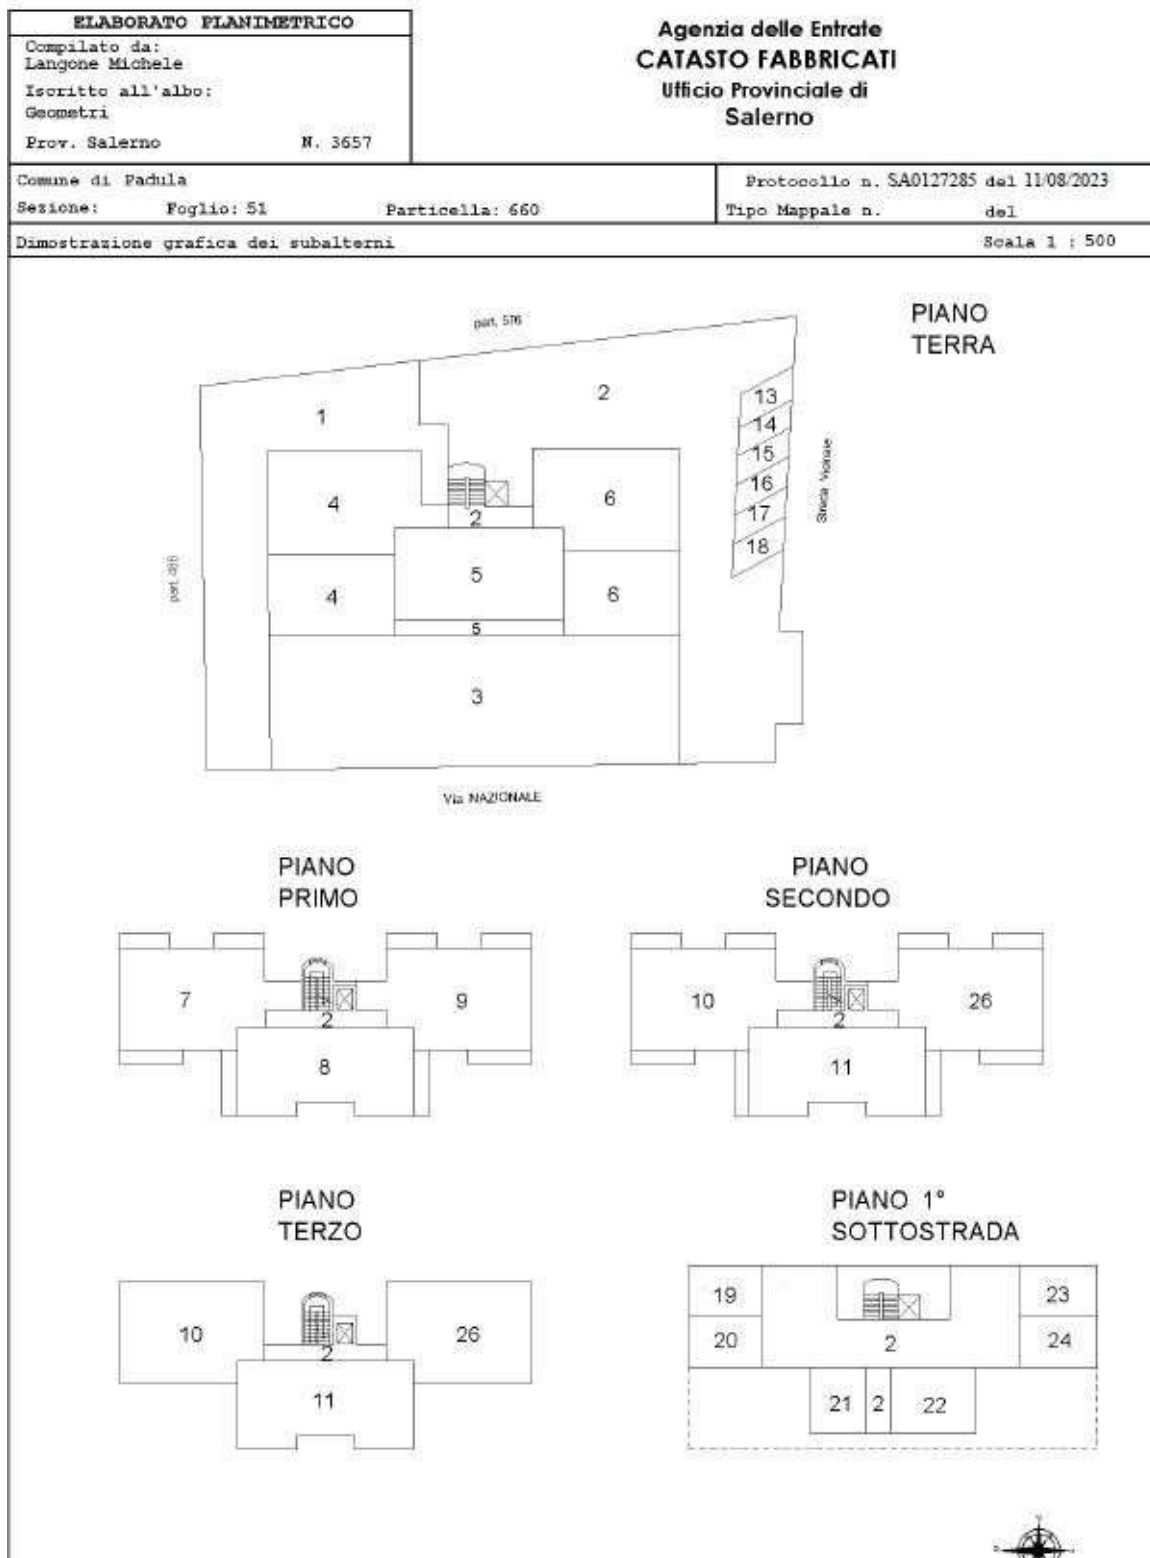 ELABORATO PLANIMETRICO
Compilato da:
Langone Michele
Iscritto all'albo:
Geometri
Prov. Salerno N. 3657
Agenzia delle Entrate
CATASTO FABBRICATI
Ufficio Provinciale di
Salerno
Comune di Padula
Sezione: Foglio: 51 Particella: 660
Protocollo n. SA0127285 del 11/08/2023
Tipo Mappale n. del
Dimostrazione grafica dei subalterni Scala 1 : 500
PIANO
TERRA
part. 576
1
2
13
14
15
16
17
18
Strada Vicinale
4
6
2
part. 486
5
4
6
5
3
Via NAZIONALE
PIANO
PRIMO
7
9
2
8
PIANO
SECONDO
10
26
2
11
PIANO
TERZO
10
26
2
11
PIANO 1°
SOTTOSTRADA
19
23
20
2
24
21
2
22